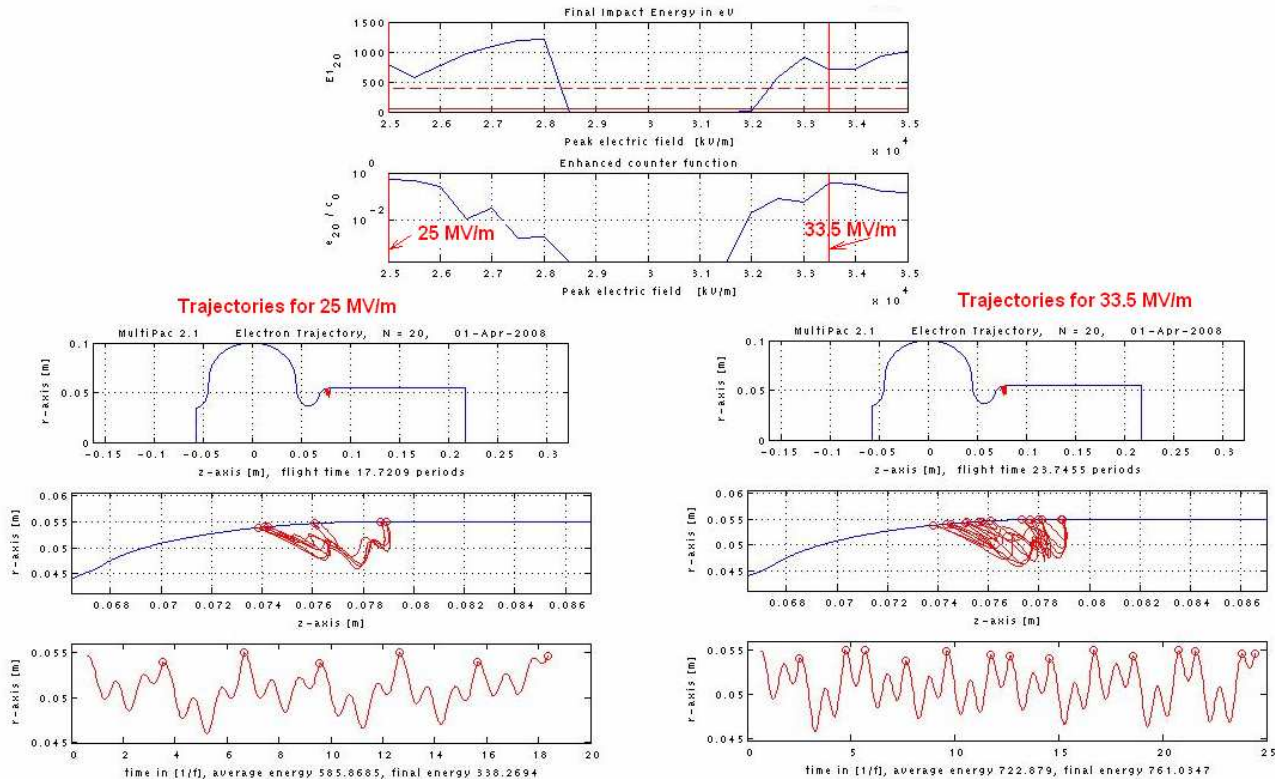 Final Impact Energy in eV
1500
1000
500
0
E1_20
2.5 2.6 2.7 2.8 2.9 3 3.1 3.2 3.3 3.4 3.5
Peak electric field [kV/m]
x 10^4
Enhanced counter function
10^0
10^-2
e_20 / c_0
25 MV/m
33.5 MV/m
2.5 2.6 2.7 2.8 2.9 3 3.1 3.2 3.3 3.4 3.5
Peak electric field [kV/m]
x 10^4
Trajectories for 25 MV/m
MultiPac 2.1 Electron Trajectory, N = 20, 01-Apr-2008
0.1
0.05
0
r-axis [m]
-0.15 -0.1 -0.05 0 0.05 0.1 0.15 0.2 0.25 0.3
z-axis [m], flight time 17.7209 periods
0.06
0.055
0.05
0.045
r-axis [m]
0.068 0.07 0.072 0.074 0.076 0.078 0.08 0.082 0.084 0.086
z-axis [m]
0.055
0.05
0.045
r-axis [m]
0 2 4 6 8 10 12 14 16 18 20
time in [1/f], average energy 585.8685, final energy 338.2694
Trajectories for 33.5 MV/m
MultiPac 2.1 Electron Trajectory, N = 20, 01-Apr-2008
0.1
0.05
0
r-axis [m]
-0.15 -0.1 -0.05 0 0.05 0.1 0.15 0.2 0.25 0.3
z-axis [m], flight time 23.7455 periods
0.06
0.055
0.05
0.045
r-axis [m]
0.068 0.07 0.072 0.074 0.076 0.078 0.08 0.082 0.084 0.086
z-axis [m]
0.055
0.05
0.045
r-axis [m]
0 5 10 15 20 25
time in [1/f], average energy 722.879, final energy 761.0347